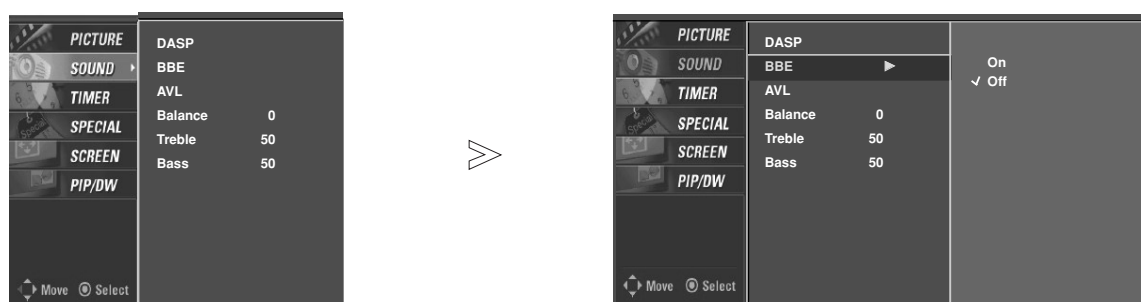 PICTURE
SOUND
TIMER
SPECIAL
SCREEN
PIP/DW
Move Select
DASP
BBE
AVL
Balance 0
Treble 50
Bass 50
PICTURE
SOUND
TIMER
SPECIAL
SCREEN
PIP/DW
Move Select
DASP
BBE
AVL
Balance 0
Treble 50
Bass 50
On
Off